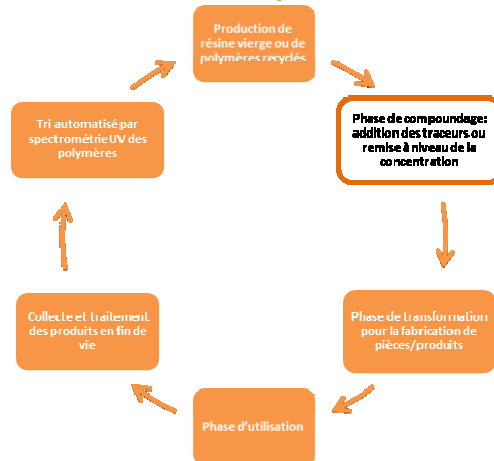 Production de
résine vierge ou de
polymères recyclés
Phase de compoundage:
addition des traceurs ou
remise à niveau de la
concentration
Phase de transformation
pour la fabrication de
pièces/produits
Phase d'utilisation
Collecte et traitement
des produits en fin de
vie
Tri automatisé par
spectrométrie UV des
polymères